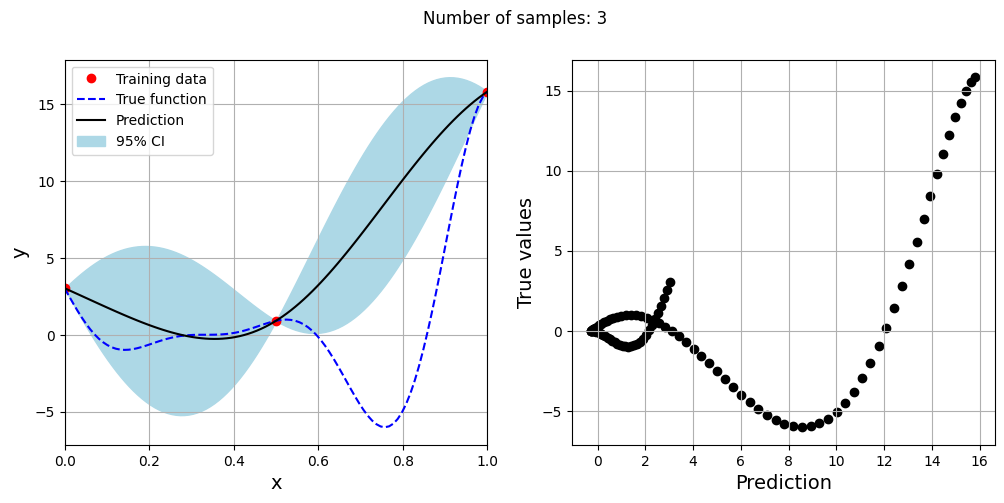 Number of samples: 3
Training data
True function
Prediction
95% CI
15
10
5
0
−5
y
0.0 0.2 0.4 0.6 0.8 1.0
x
15
10
5
0
−5
True values
0 2 4 6 8 10 12 14 16
Prediction